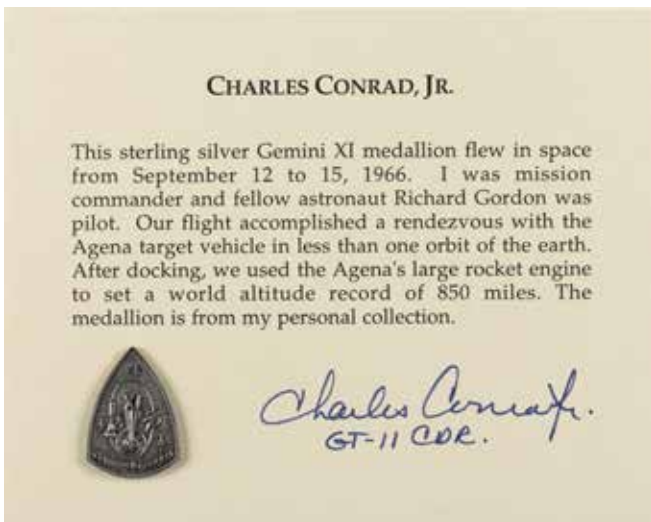 CHARLES CONRAD, JR.
This sterling silver Gemini XI medallion flew in space
from September 12 to 15, 1966. I was mission
commander and fellow astronaut Richard Gordon was
pilot. Our flight accomplished a rendezvous with the
Agena target vehicle in less than one orbit of the earth.
After docking, we used the Agena's large rocket engine
to set a world altitude record of 850 miles. The
medallion is from my personal collection.
Charles Conrad Jr.
GT-11 CDR.